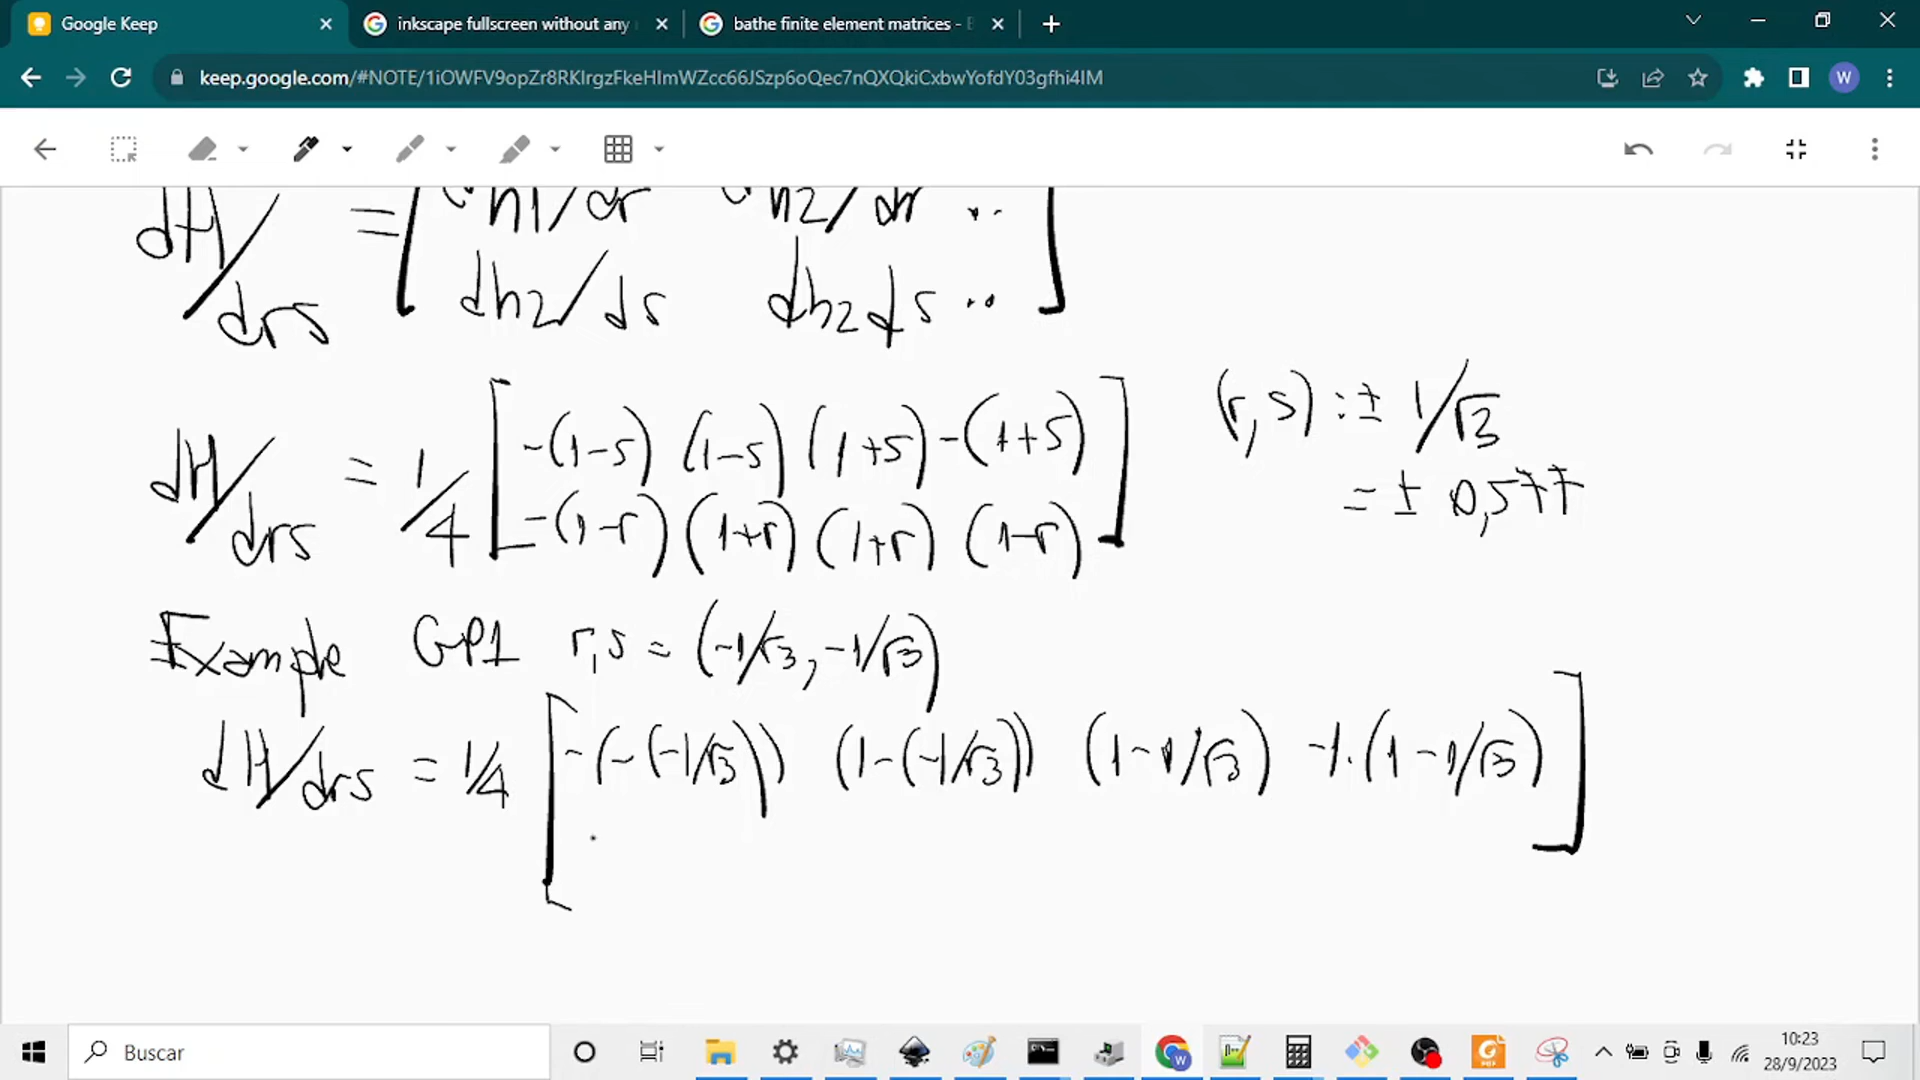 Google Keep
inkscape fullscreen without any
bathe finite element matrices -
keep.google.com/#NOTE/1iOWFV9opZr8RKIrgzFkeHImWZcc66JSzp6oQec7nQXQkiCxbwYofdY03gfhi4IM
W
dH/drs = [ h1/dr h2/dr ..
dh2/ds dh2ds .. ]
dH/drs = 1/4 [ -(1-s) (1-s) (1+s) -(1+s)
-(1-r) (1+r) (1+r) (1-r) ]
(r,s) : ± 1/√3
= ± 0,577
Example GP1 r,s = (-1/√3, -1/√3)
dH/drs = 1/4 [ -(-(-1/√3)) (1-(-1/√3)) (1-1/√3) -1.(1-1/√3) ]
Buscar
10:23
28/9/2023